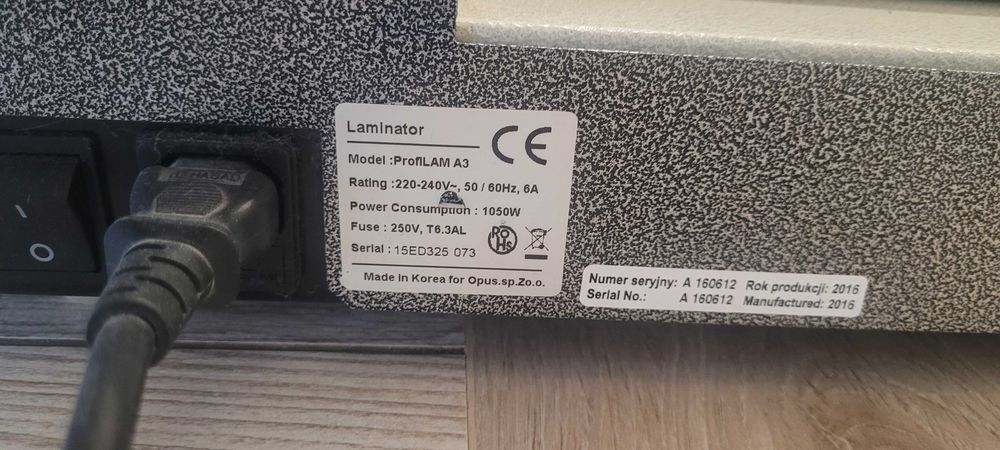 Laminator
CE
Model :ProfiLAM A3
Rating :220-240V~, 50 / 60Hz, 6A
Power Consumption : 1050W
Fuse : 250V, T6.3AL
RoHS
Serial : 15ED325 073
Made in Korea for Opus.sp.Zo.o.
Numer seryjny: A 160612 Rok produkcji: 2016
Serial No.: A 160612 Manufactured: 2016